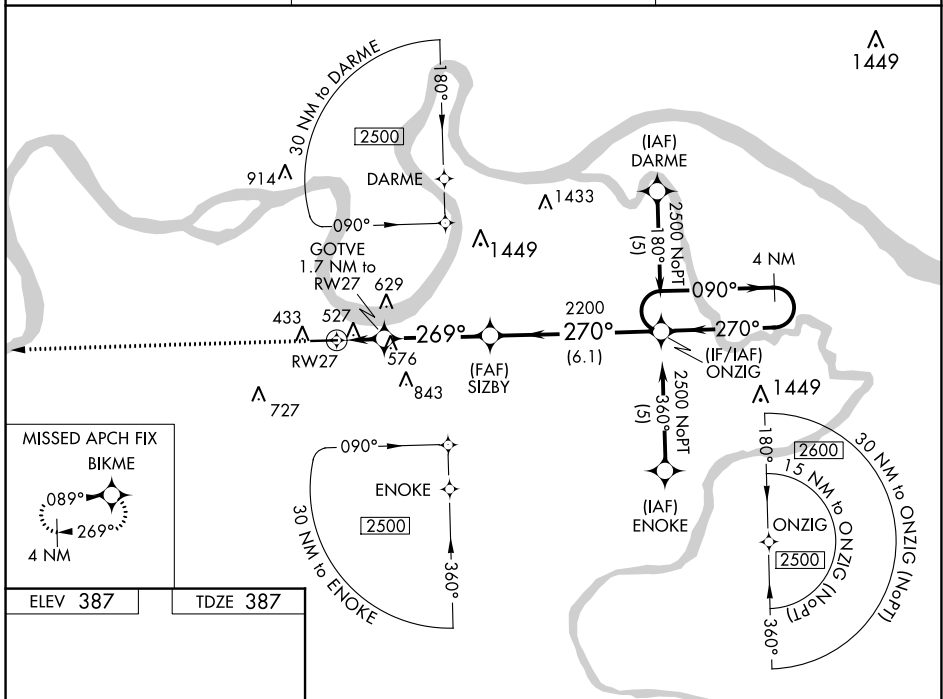 1449
30 NM to DARME
180°
2500
DARME
090°
914
(IAF)
DARME
1433
1449
2500 NoPT
180°
(5)
4 NM
090°
GOTVE
1.7 NM to
RW27
629
433
527
RW27
576
269°
2200
270°
(6.1)
270°
(FAF)
SIZBY
(IF/IAF)
ONZIG
843
727
2500 NoPT
360°
(5)
1449
(IAF)
ENOKE
MISSED APCH FIX
BIKME
089°
269°
4 NM
090°
ENOKE
2500
360°
30 NM to ENOKE
180°
2600
30 NM to ONZIG (NoPT)
15 NM to ONZIG (NoPT)
ONZIG
2500
360°
ELEV 387
TDZE 387